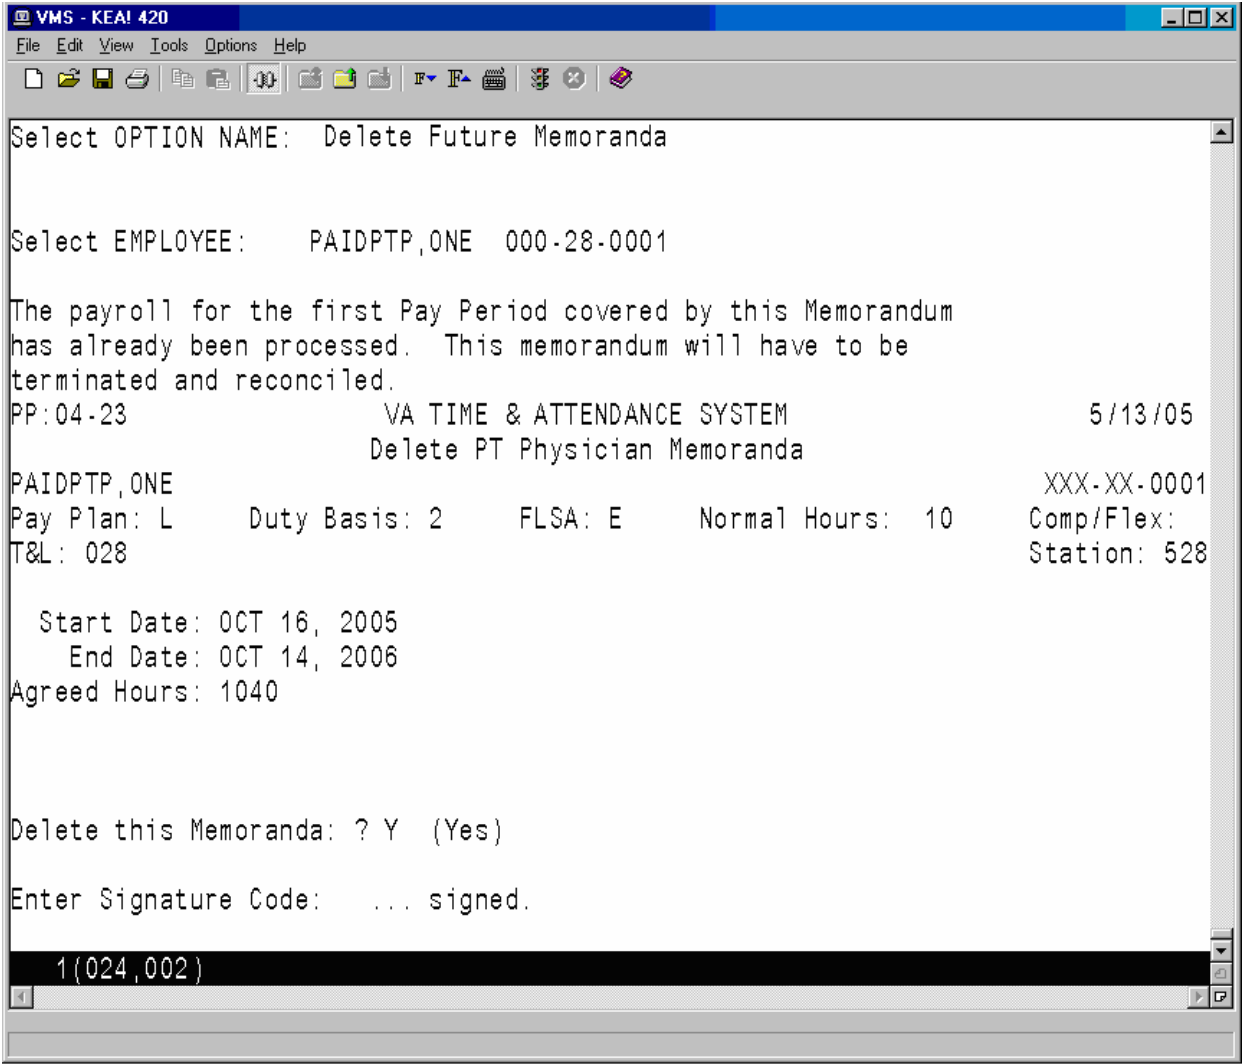 VMS - KEA! 420
File Edit View Tools Options Help
Select OPTION NAME: Delete Future Memoranda
Select EMPLOYEE: PAIDPTP,ONE 000-28-0001
The payroll for the first Pay Period covered by this Memorandum
has already been processed. This memorandum will have to be
terminated and reconciled.
PP:04-23 VA TIME & ATTENDANCE SYSTEM 5/13/05
Delete PT Physician Memoranda
PAIDPTP,ONE XXX-XX-0001
Pay Plan: L Duty Basis: 2 FLSA: E Normal Hours: 10 Comp/Flex:
T&L: 028 Station: 528
Start Date: OCT 16, 2005
End Date: OCT 14, 2006
Agreed Hours: 1040
Delete this Memoranda: ? Y (Yes)
Enter Signature Code: ... signed.
1(024,002)